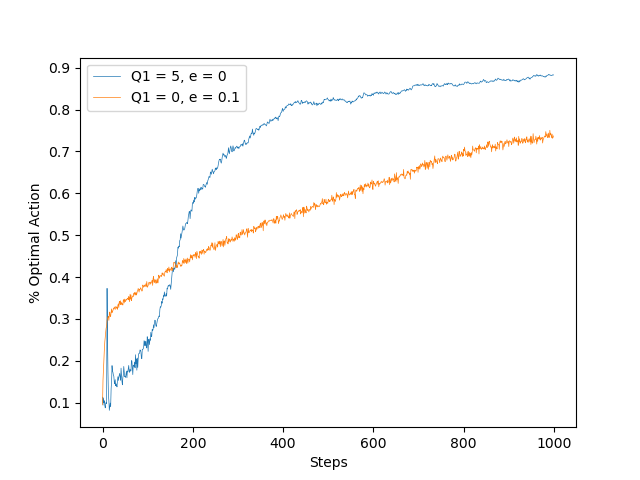 Q1 = 5, e = 0
Q1 = 0, e = 0.1
% Optimal Action
0.9
0.8
0.7
0.6
0.5
0.4
0.3
0.2
0.1
0 200 400 600 800 1000
Steps